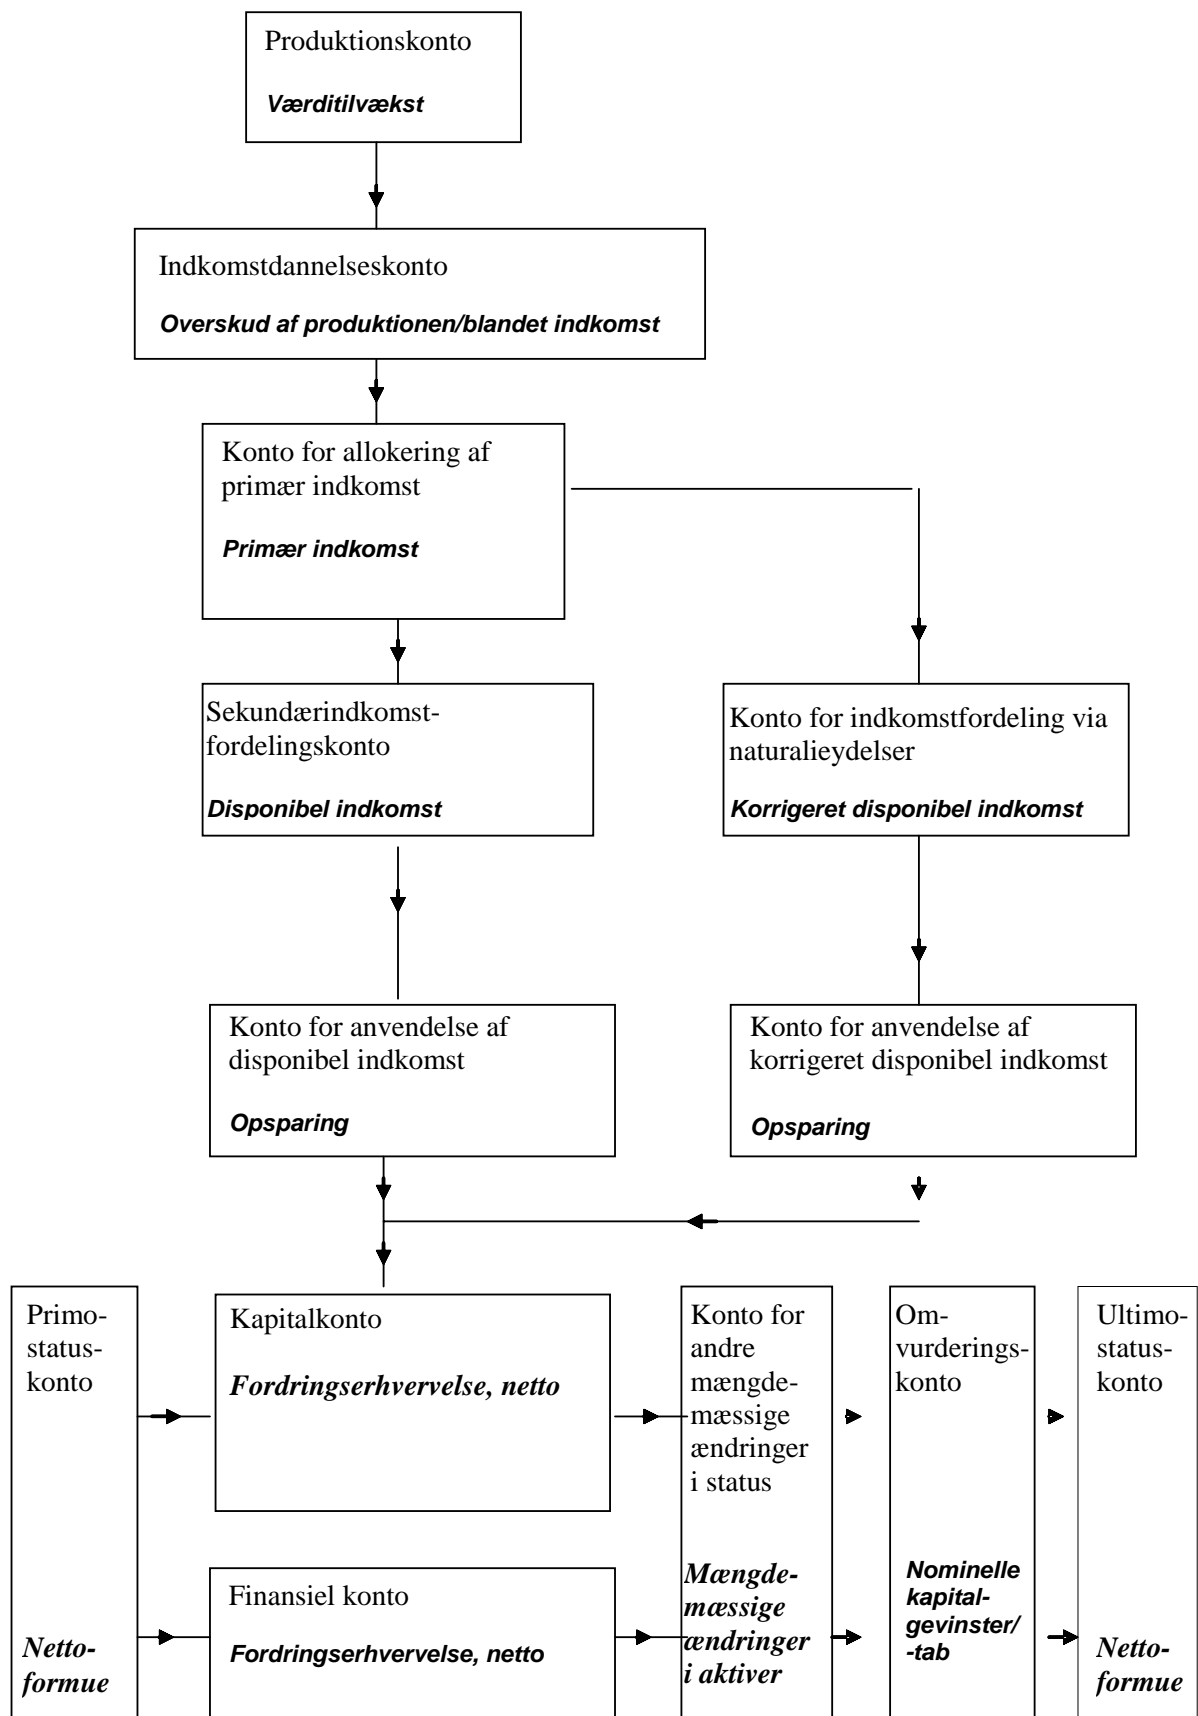 Produktionskonto
Værditilvækst
Indkomstdannelseskonto
Overskud af produktionen/blandet indkomst
Konto for allokering af
primær indkomst
Primær indkomst
Sekundærindkomst-
fordelingskonto
Disponibel indkomst
Konto for indkomstfordeling via
naturalieydelser
Korrigeret disponibel indkomst
Konto for anvendelse af
disponibel indkomst
Opsparing
Konto for anvendelse af
korrigeret disponibel indkomst
Opsparing
Primo-
status-
konto
Netto-
formue
Kapitalkonto
Fordringserhvervelse, netto
Finansiel konto
Fordringserhvervelse, netto
Konto for
andre
mængde-
mæssige
ændringer
i status
Mængde-
mæssige
ændringer
i aktiver
Om-
vurderings-
konto
Nominelle
kapital-
gevinster/
-tab
Ultimo-
status-
konto
Netto-
formue